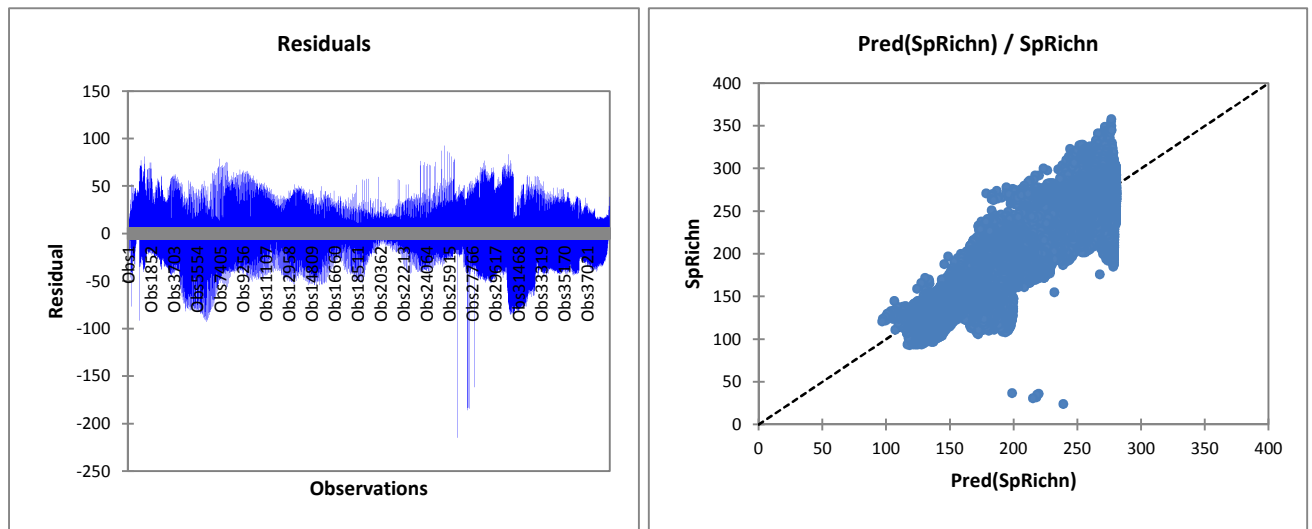 Residuals
150
100
50
0
-50
-100
-150
-200
-250
Residual
Obs1
Obs1852
Obs3703
Obs5554
Obs7405
Obs9256
Obs11107
Obs12958
Obs14809
Obs16660
Obs18511
Obs20362
Obs22213
Obs24064
Obs25915
Obs27766
Obs29617
Obs31468
Obs33319
Obs35170
Obs37021
Observations
Pred(SpRichn) / SpRichn
400
350
300
250
200
150
100
50
0
SpRichn
0 50 100 150 200 250 300 350 400
Pred(SpRichn)